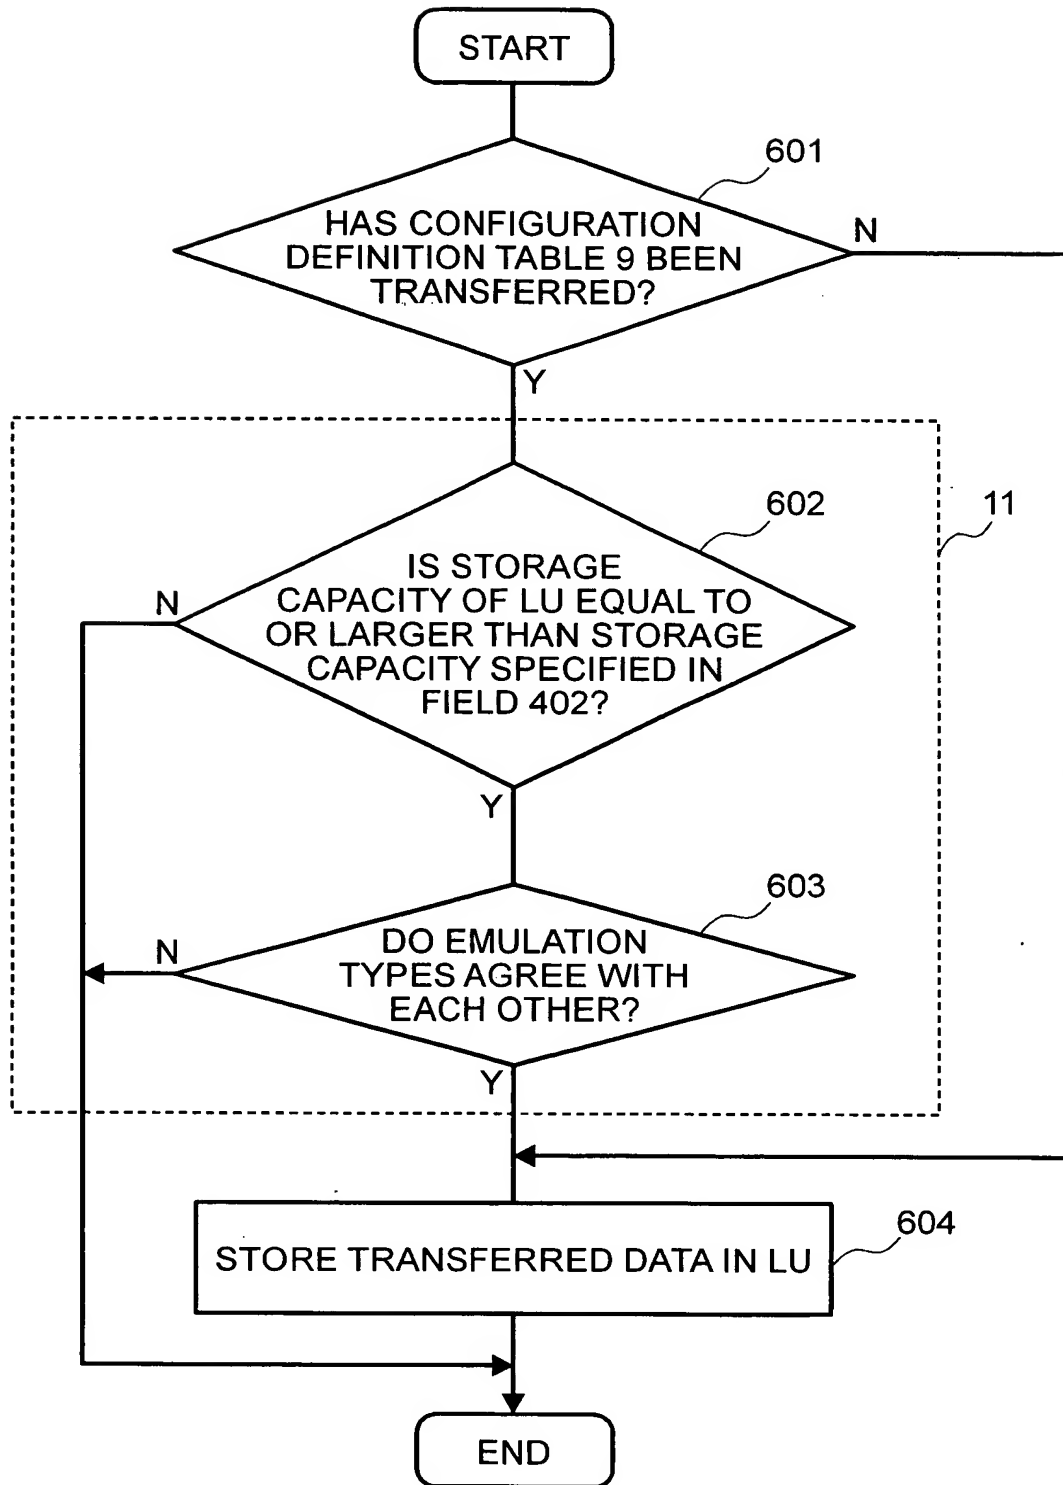 START
601
HAS CONFIGURATION
DEFINITION TABLE 9 BEEN
TRANSFERRED?
N
Y
602
11
IS STORAGE
CAPACITY OF LU EQUAL TO
OR LARGER THAN STORAGE
CAPACITY SPECIFIED IN
FIELD 402?
N
Y
603
DO EMULATION
TYPES AGREE WITH
EACH OTHER?
N
Y
604
STORE TRANSFERRED DATA IN LU
END